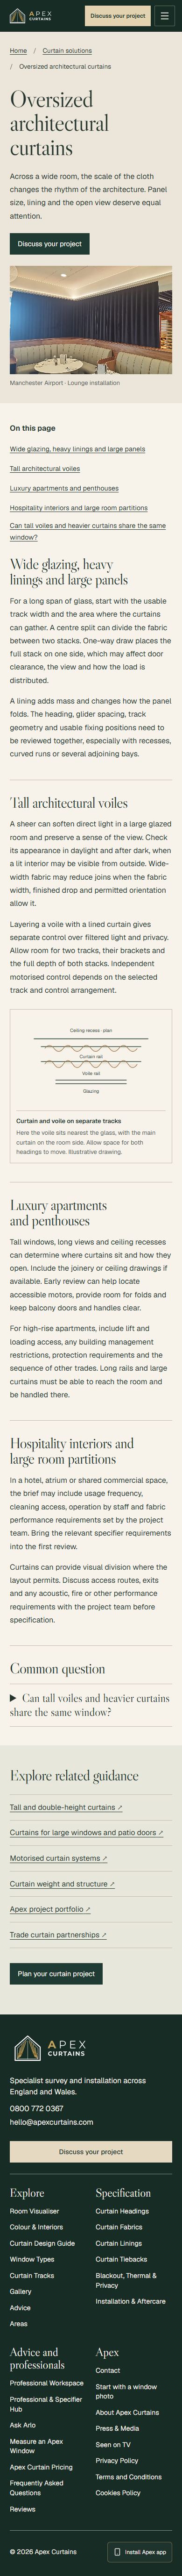 APEX
CURTAINS
Discuss your project
Home / Curtain solutions
/ Oversized architectural curtains
Oversized
architectural
curtains
Across a wide room, the scale of the cloth
changes the rhythm of the architecture. Panel
size, lining and the open view deserve equal
attention.
Discuss your project
Manchester Airport · Lounge installation
On this page
Wide glazing, heavy linings and large panels
Tall architectural voiles
Luxury apartments and penthouses
Hospitality interiors and large room partitions
Can tall voiles and heavier curtains share the same
window?
Wide glazing, heavy
linings and large panels
For a long span of glass, start with the usable
track width and the area where the curtains
can gather. A centre split can divide the fabric
between two stacks. One-way draw places the
full stack on one side, which may affect door
clearance, the view and how the load is
distributed.
A lining adds mass and changes how the panel
folds. The heading, glider spacing, track
geometry and usable fixing positions need to
be reviewed together, especially with recesses,
curved runs or several adjoining bays.
Tall architectural voiles
A sheer can soften direct light in a large glazed
room and preserve a sense of the view. Check
its appearance in daylight and after dark, when
a lit interior may be visible from outside. Wide-
width fabric may reduce joins when the fabric
width, finished drop and permitted orientation
allow it.
Layering a voile with a lined curtain gives
separate control over filtered light and privacy.
Allow room for two tracks, their brackets and
the full depth of both stacks. Independent
motorised control depends on the selected
track and control arrangement.
Ceiling recess · plan
Curtain rail
Voile rail
Glazing
Curtain and voile on separate tracks
Here the voile sits nearest the glass, with the main
curtain on the room side. Allow space for both
headings to move. Illustrative drawing.
Luxury apartments
and penthouses
Tall windows, long views and ceiling recesses
can determine where curtains sit and how they
open. Include the joinery or ceiling drawings if
available. Early review can help locate
accessible motors, provide room for folds and
keep balcony doors and handles clear.
For high-rise apartments, include lift and
loading access, any building management
restrictions, protection requirements and the
sequence of other trades. Long rails and large
curtains must be able to reach the room and
be handled there.
Hospitality interiors and
large room partitions
In a hotel, atrium or shared commercial space,
the brief may include usage frequency,
cleaning access, operation by staff and fabric
performance requirements set by the project
team. Bring the relevant specifier requirements
into the first review.
Curtains can provide visual division where the
layout permits. Discuss access routes, exits
and any acoustic, fire or other performance
requirements with the project team before
specification.
Common question
▶ Can tall voiles and heavier curtains
share the same window?
Explore related guidance
Tall and double-height curtains ↗
Curtains for large windows and patio doors ↗
Motorised curtain systems ↗
Curtain weight and structure ↗
Apex project portfolio ↗
Trade curtain partnerships ↗
Plan your curtain project
APEX
CURTAINS
Specialist survey and installation across
England and Wales.
0800 772 0367
hello@apexcurtains.com
Discuss your project
Explore
Room Visualiser
Colour & Interiors
Curtain Design Guide
Window Types
Curtain Tracks
Gallery
Advice
Areas
Specification
Curtain Headings
Curtain Fabrics
Curtain Linings
Curtain Tiebacks
Blackout, Thermal &
Privacy
Installation & Aftercare
Advice and
professionals
Professional Workspace
Professional & Specifier
Hub
Ask Arlo
Measure an Apex
Window
Apex Curtain Pricing
Frequently Asked
Questions
Reviews
Apex
Contact
Start with a window
photo
About Apex Curtains
Press & Media
Seen on TV
Privacy Policy
Terms and Conditions
Cookies Policy
© 2026 Apex Curtains
Install Apex app